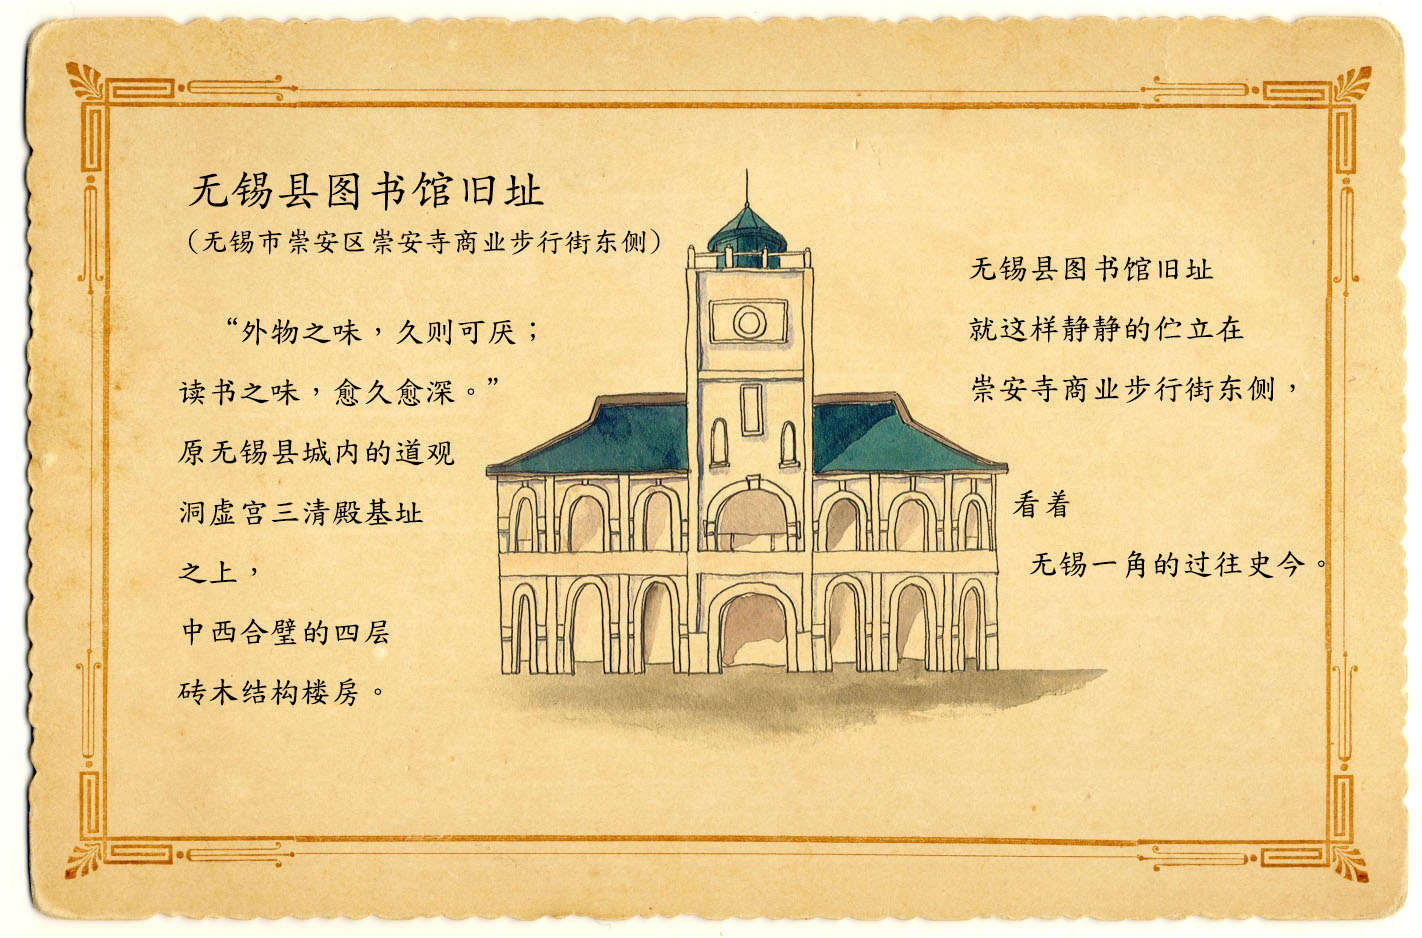 无锡县图书馆旧址
（无锡市崇安区崇安寺商业步行街东侧）
“外物之味，久则可厌；
读书之味，愈久愈深。”
原无锡县城内的道观
洞虚宫三清殿基址
之上，
中西合璧的四层
砖木结构楼房。
无锡县图书馆旧址
就这样静静的伫立在
崇安寺商业步行街东侧，
看着
无锡一角的过往史今。